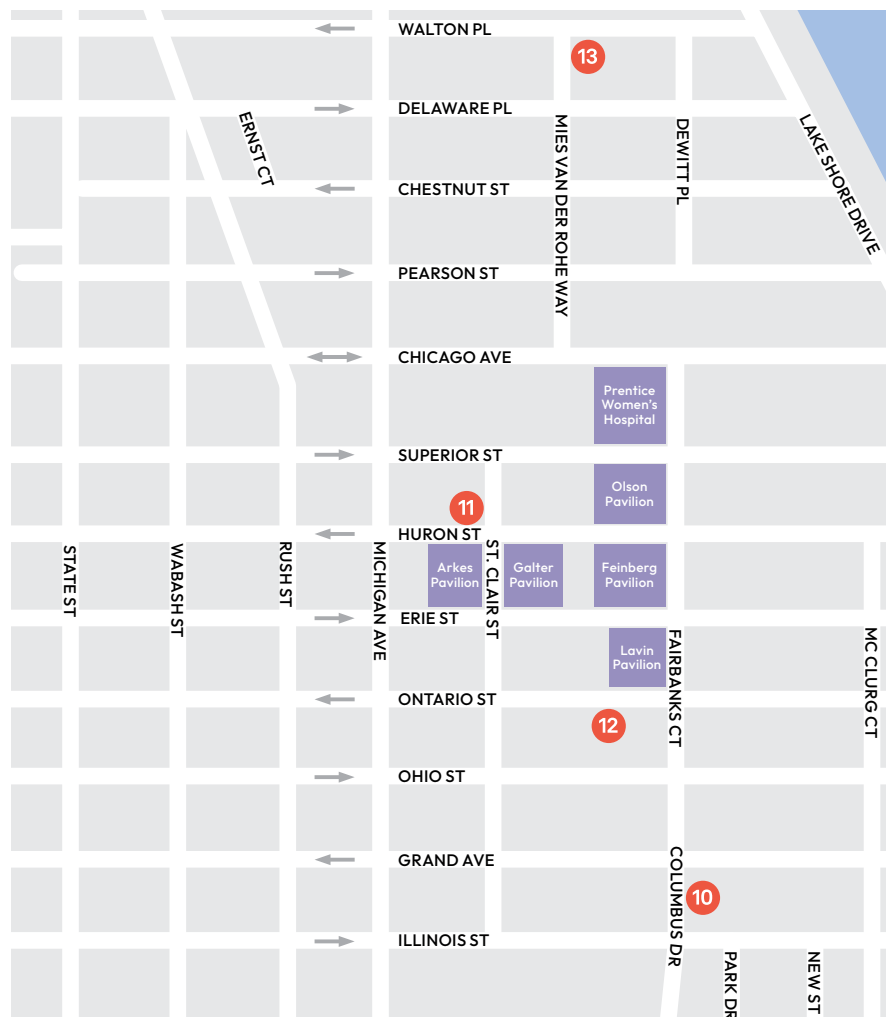 WALTON PL
13
DELAWARE PL
ERNST CT
MIES VAN DER ROHE WAY
DEWITT PL
LAKE SHORE DRIVE
CHESTNUT ST
PEARSON ST
CHICAGO AVE
Prentice
Women's
Hospital
SUPERIOR ST
Olson
Pavilion
11
HURON ST
STATE ST
WABASH ST
RUSH ST
MICHIGAN AVE
Arkes
Pavilion
ST. CLAIR ST
Galter
Pavilion
Feinberg
Pavilion
ERIE ST
Lavin
Pavilion
FAIRBANKS CT
MC CLURG CT
ONTARIO ST
12
OHIO ST
GRAND AVE
COLUMBUS DR
10
ILLINOIS ST
PARK DR
NEW ST